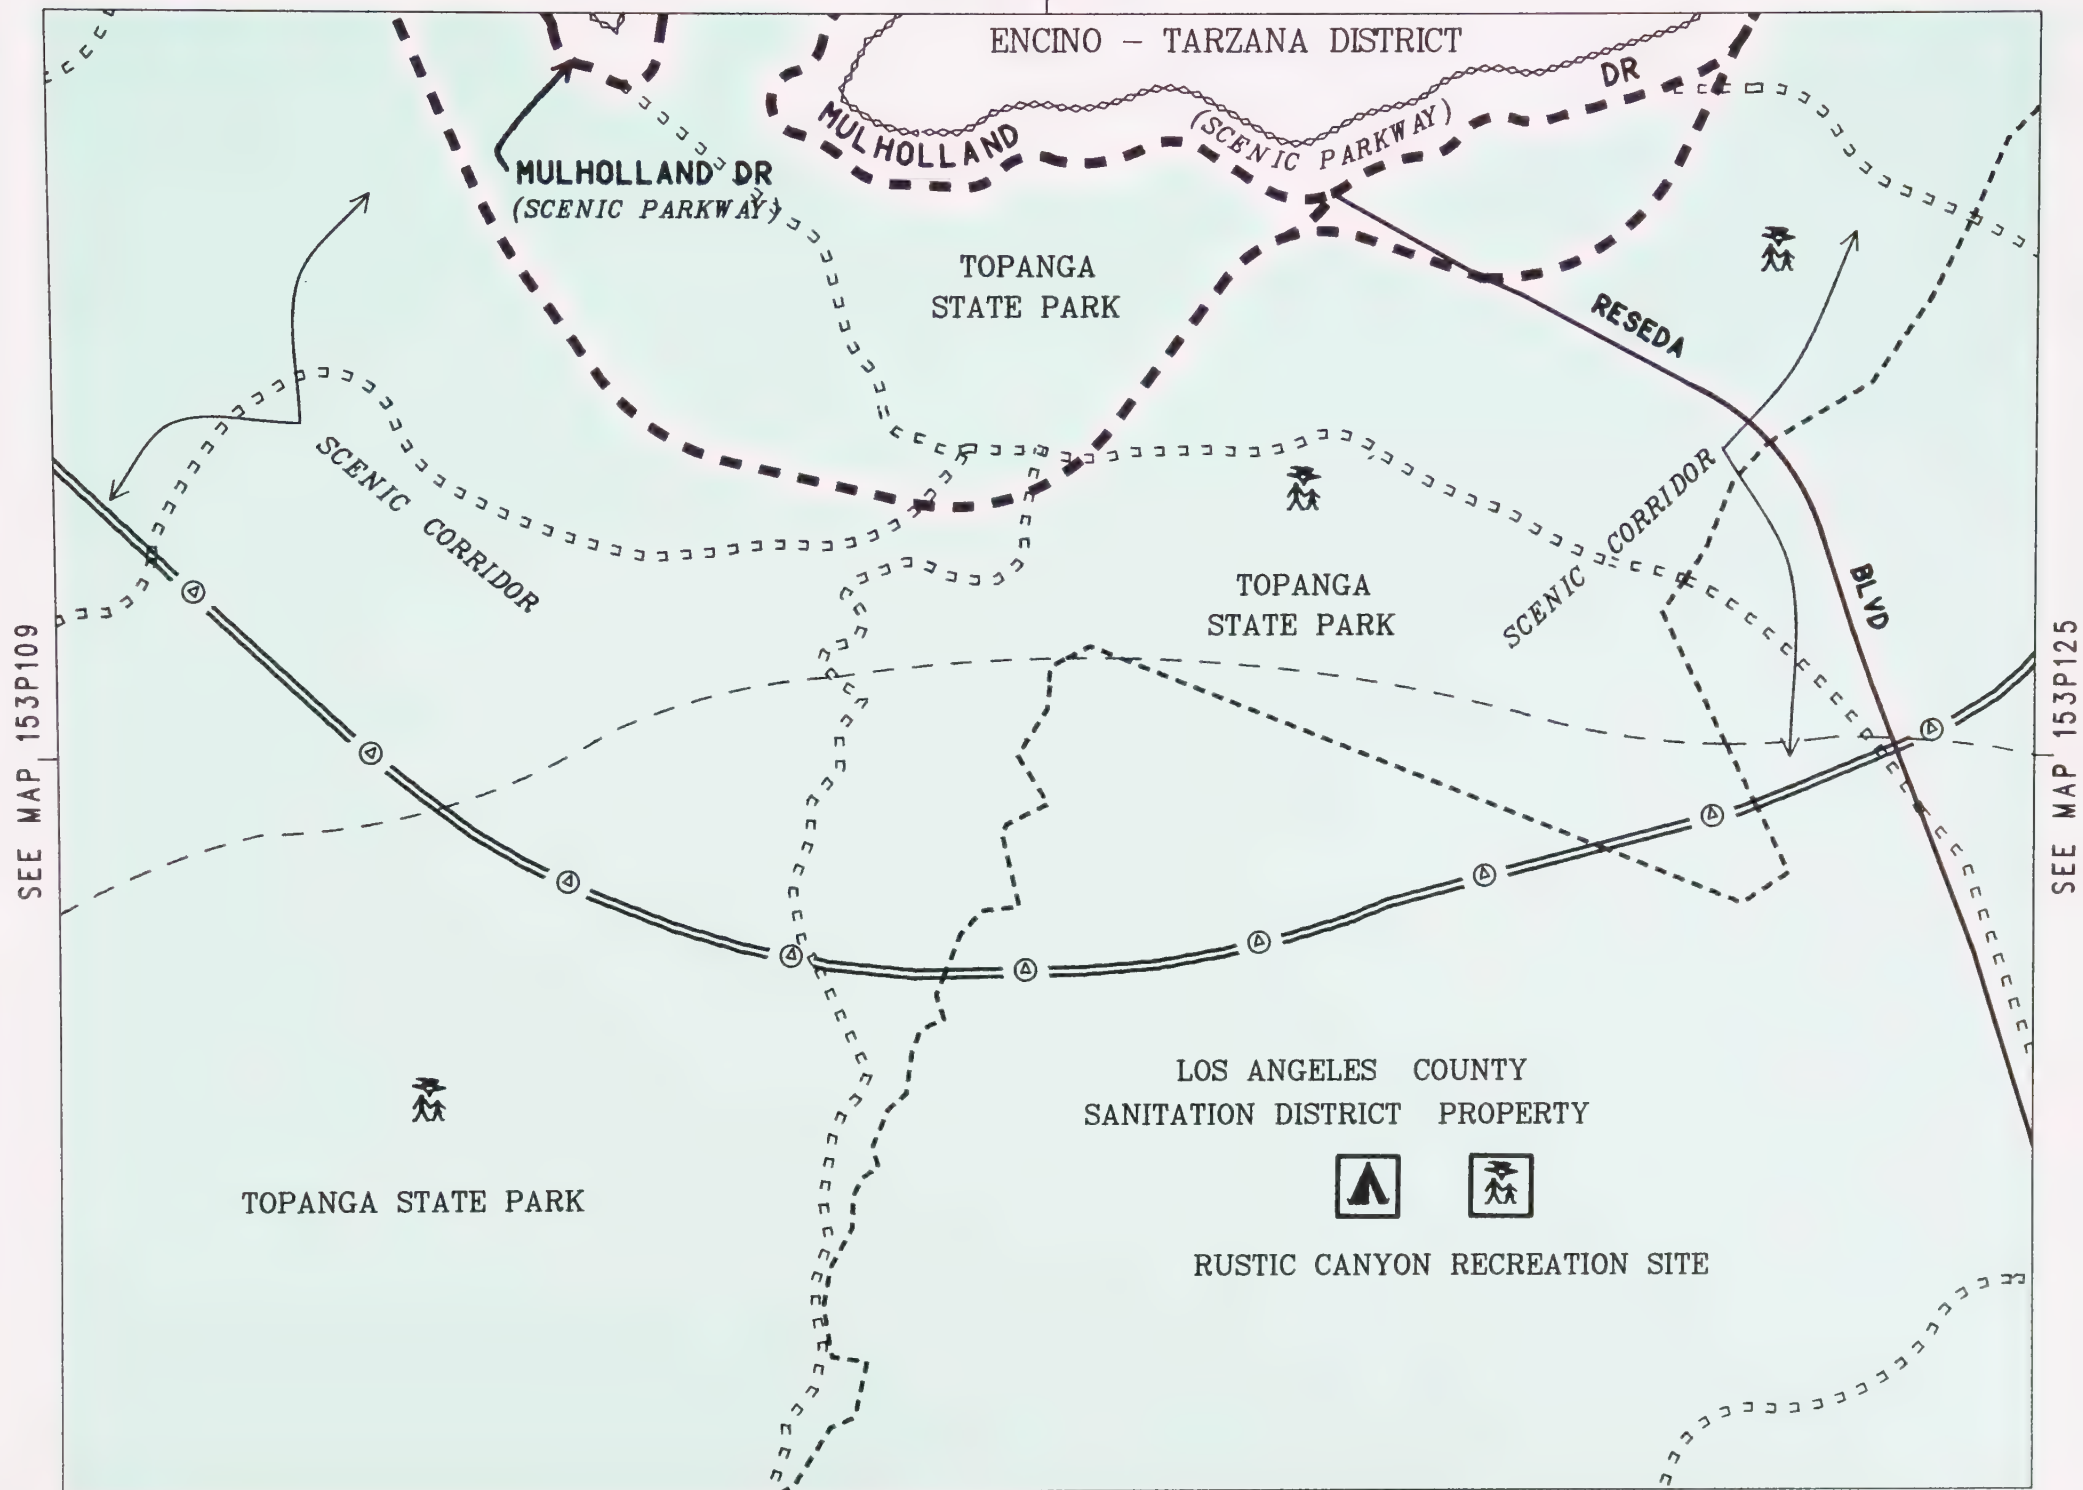 ENCINO – TARZANA DISTRICT
DR
MULHOLLAND
(SCENIC PARKWAY)
MULHOLLAND DR
(SCENIC PARKWAY)
TOPANGA
STATE PARK
RESEDA
BLVD
SCENIC CORRIDOR
SCENIC CORRIDOR
TOPANGA
STATE PARK
SEE MAP 153P109
SEE MAP 153P125
LOS ANGELES COUNTY
SANITATION DISTRICT PROPERTY
TOPANGA STATE PARK
RUSTIC CANYON RECREATION SITE